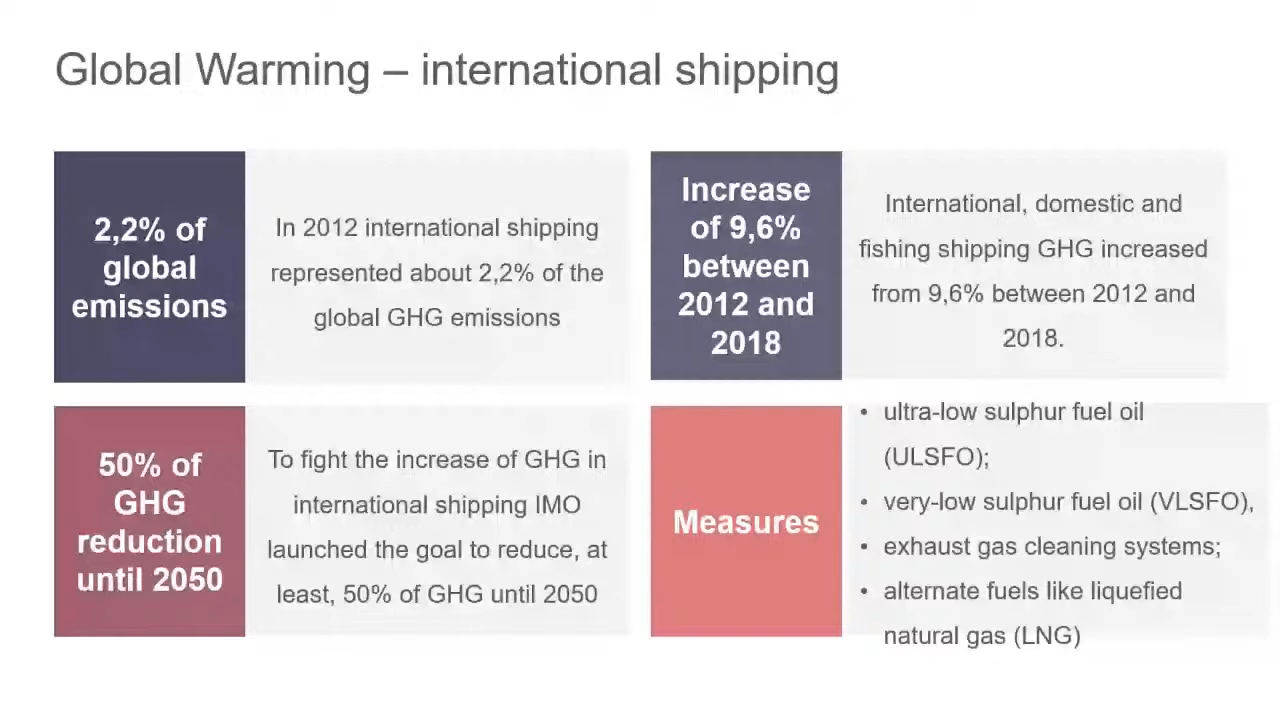 Global Warming – international shipping
2,2% of
global
emissions
In 2012 international shipping
represented about 2,2% of the
global GHG emissions
Increase
of 9,6%
between
2012 and
2018
International, domestic and
fishing shipping GHG increased
from 9,6% between 2012 and
2018.
50% of
GHG
reduction
until 2050
To fight the increase of GHG in
international shipping IMO
launched the goal to reduce, at
least, 50% of GHG until 2050
Measures
• ultra-low sulphur fuel oil
(ULSFO);
• very-low sulphur fuel oil (VLSFO),
• exhaust gas cleaning systems;
• alternate fuels like liquefied
natural gas (LNG)